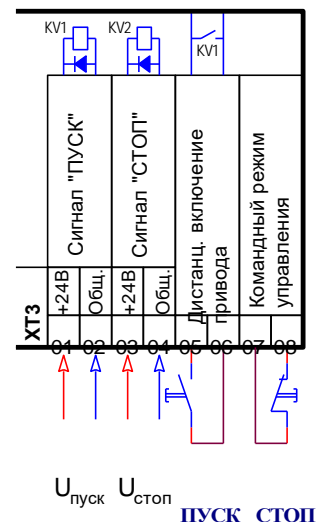 KV1
KV2
KV1
Сигнал "ПУСК"
Сигнал "СТОП"
Дистанц. включение
привода
Командный режим
управления
XT3
+24В
Общ.
+24В
Общ.
01 02 03 04 05 06 07 08
Uпуск Uстоп
ПУСК СТОП